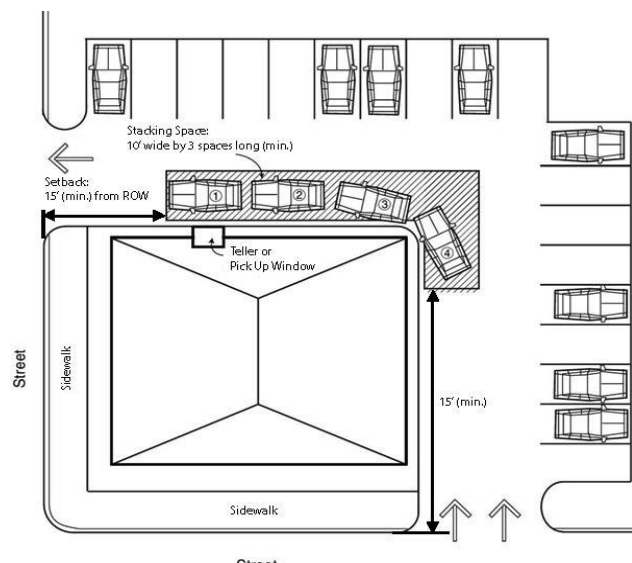 Stacking Space:
10' wide by 3 spaces long (min.)
Setback:
15' (min.) from ROW
1
2
3
4
Teller or
Pick Up Window
Street
Sidewalk
15' (min.)
Sidewalk
Street